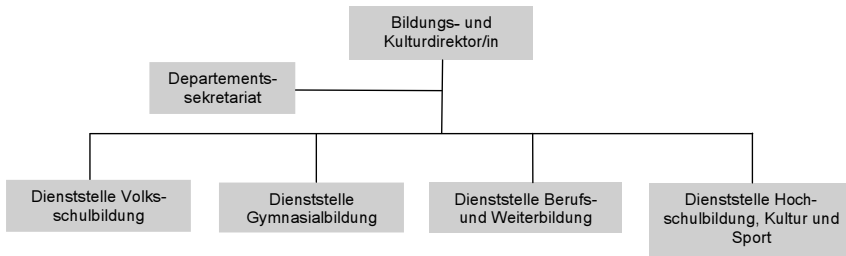 Bildungs- und
Kulturdirektor/in
Departements-
sekretariat
Dienststelle Volks-
schulbildung
Dienststelle
Gymnasialbildung
Dienststelle Berufs-
und Weiterbildung
Dienststelle Hoch-
schulbildung, Kultur und
Sport